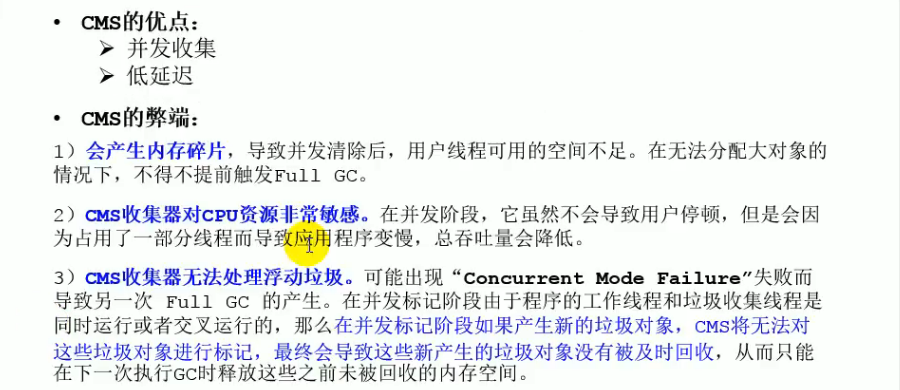 • CMS的优点：
➢ 并发收集
➢ 低延迟
• CMS的弊端：
1）会产生内存碎片，导致并发清除后，用户线程可用的空间不足。在无法分配大对象的
情况下，不得不提前触发Full GC。
2）CMS收集器对CPU资源非常敏感。在并发阶段，它虽然不会导致用户停顿，但是会因
为占用了一部分线程而导致应用程序变慢，总吞吐量会降低。
3）CMS收集器无法处理浮动垃圾。可能出现“Concurrent Mode Failure”失败而
导致另一次 Full GC 的产生。在并发标记阶段由于程序的工作线程和垃圾收集线程是
同时运行或者交叉运行的，那么在并发标记阶段如果产生新的垃圾对象，CMS将无法对
这些垃圾对象进行标记，最终会导致这些新产生的垃圾对象没有被及时回收，从而只能
在下一次执行GC时释放这些之前未被回收的内存空间。